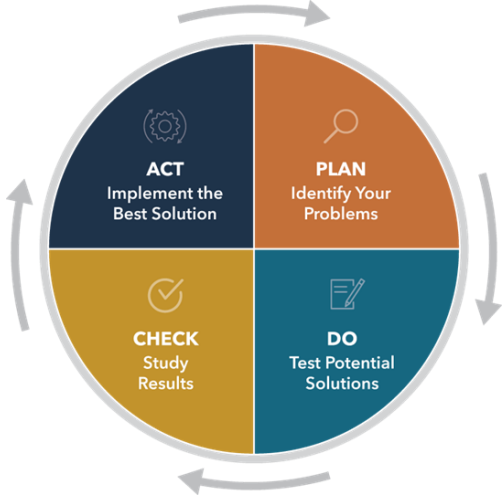 ACT
Implement the
Best Solution
PLAN
Identify Your
Problems
CHECK
Study
Results
DO
Test Potential
Solutions